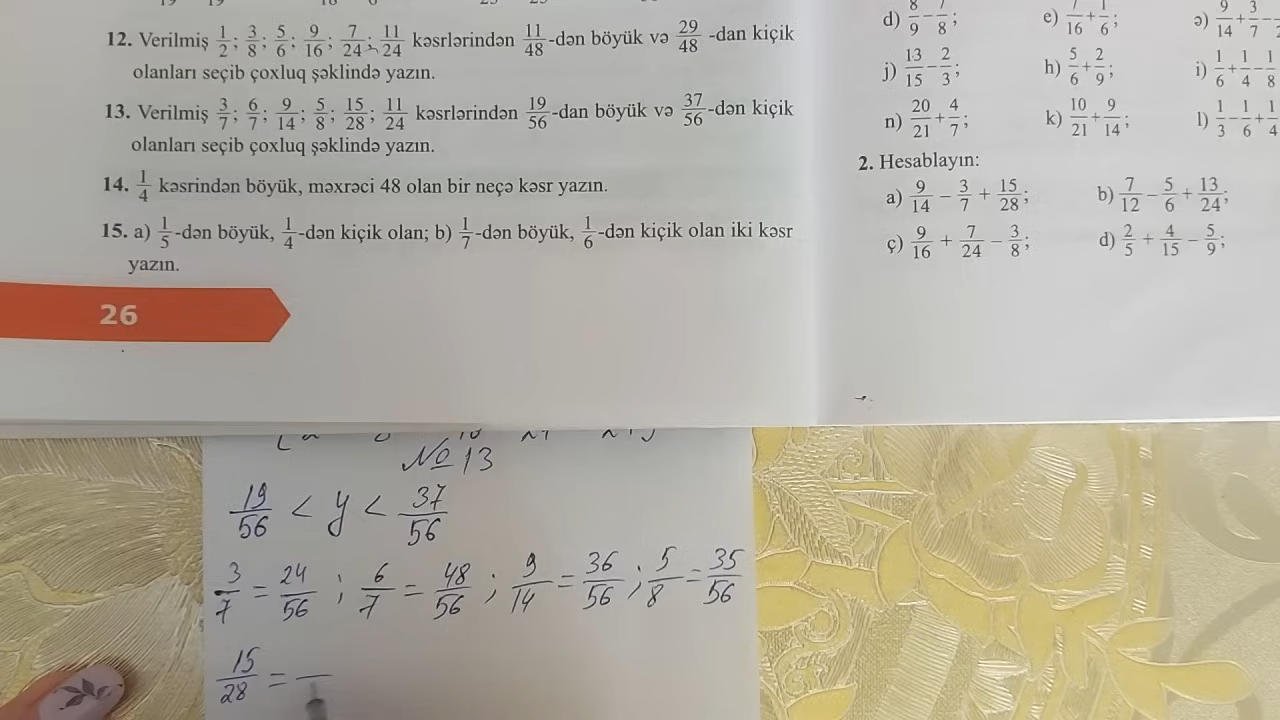 12. Verilmiş 1/2; 3/8; 5/6; 9/16; 7/24; 11/24 kəsrlərindən 11/48-dən böyük və 29/48 -dan kiçik
olanları seçib çoxluq şəklində yazın.
13. Verilmiş 3/7; 6/7; 9/14; 5/8; 15/28; 11/24 kəsrlərindən 19/56-dan böyük və 37/56-dən kiçik
olanları seçib çoxluq şəklində yazın.
14. 1/4 kəsrindən böyük, məxrəci 48 olan bir neçə kəsr yazın.
15. a) 1/5-dən böyük, 1/4-dən kiçik olan; b) 1/7-dən böyük, 1/6-dən kiçik olan iki kəsr
yazın.
26
d) 8/9 − 7/8; e) 7/16 + 1/6; ə) 9/14 + 3/7 −
j) 13/15 − 2/3; h) 5/6 + 2/9; i) 1/6 + 1/4 − 1/8
n) 20/21 + 4/7; k) 10/21 + 9/14; l) 1/3 − 1/6 + 1/4
2. Hesablayın:
a) 9/14 − 3/7 + 15/28; b) 7/12 − 5/6 + 13/24;
ç) 9/16 + 7/24 − 3/8; d) 2/5 + 4/15 − 5/9;
№ 13
19/56 < y < 37/56
3/7 = 24/56 ; 6/7 = 48/56 ; 9/14 = 36/56 ; 5/8 = 35/56
15/28 =